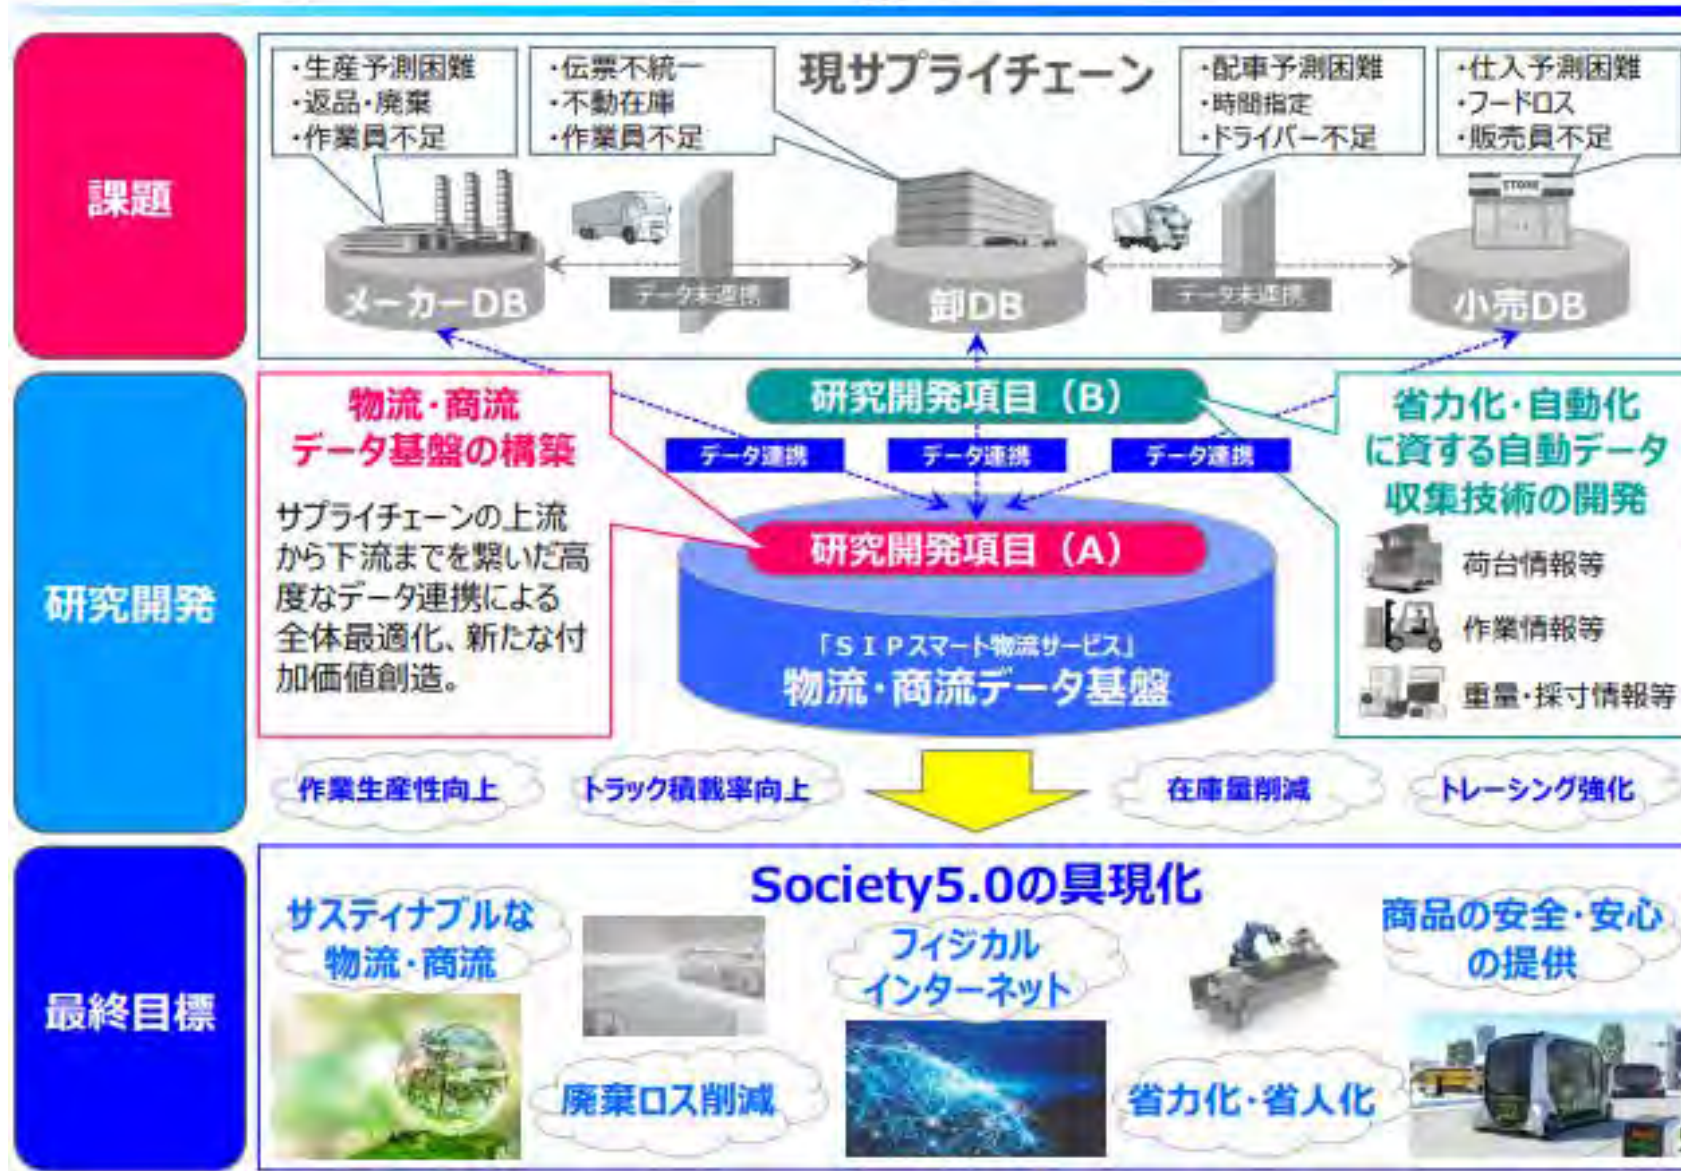 課題
現サプライチェーン
・生産予測困難
・返品・廃棄
・作業員不足
・伝票不統一
・不動在庫
・作業員不足
・配車予測困難
・時間指定
・ドライバー不足
・仕入予測困難
・フードロス
・販売員不足
STORE
メーカーDB
データ未連携
卸DB
データ未連携
小売DB
研究開発
物流・商流
データ基盤の構築
サプライチェーンの上流
から下流までを繋いだ高
度なデータ連携による
全体最適化、新たな付
加価値創造。
研究開発項目（B）
データ連携
データ連携
データ連携
研究開発項目（A）
「ＳＩＰスマート物流サービス」
物流・商流データ基盤
省力化・自動化
に資する自動データ
収集技術の開発
荷台情報等
作業情報等
重量・採寸情報等
作業生産性向上
トラック積載率向上
在庫量削減
トレーシング強化
最終目標
Society5.0の具現化
サスティナブルな
物流・商流
廃棄ロス削減
フィジカル
インターネット
省力化・省人化
商品の安全・安心
の提供